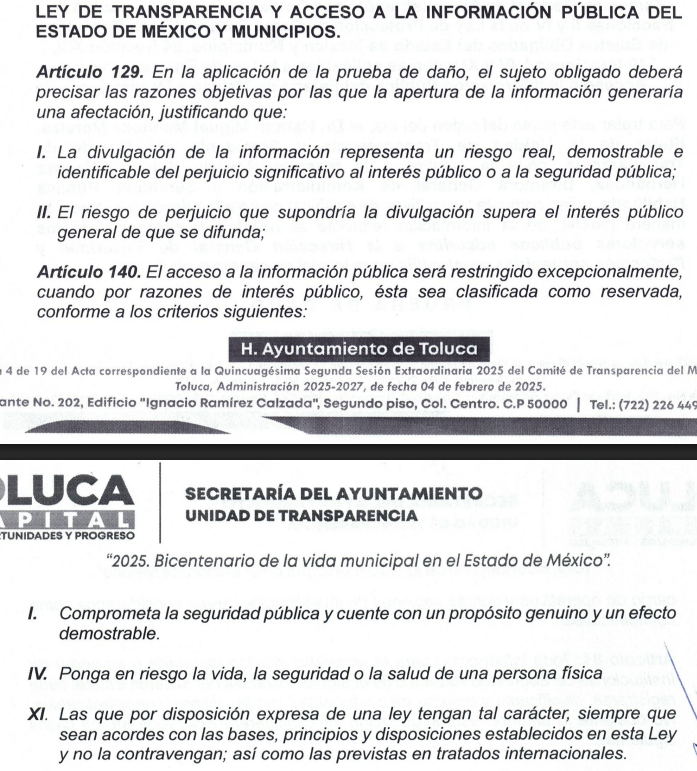 LEY DE TRANSPARENCIA Y ACCESO A LA INFORMACIÓN PÚBLICA DEL
ESTADO DE MÉXICO Y MUNICIPIOS.
Artículo 129. En la aplicación de la prueba de daño, el sujeto obligado deberá
precisar las razones objetivas por las que la apertura de la información generaría
una afectación, justificando que:
I. La divulgación de la información representa un riesgo real, demostrable e
identificable del perjuicio significativo al interés público o a la seguridad pública;
II. El riesgo de perjuicio que supondría la divulgación supera el interés público
general de que se difunda;
Artículo 140. El acceso a la información pública será restringido excepcionalmente,
cuando por razones de interés público, ésta sea clasificada como reservada,
conforme a los criterios siguientes:
H. Ayuntamiento de Toluca
4 de 19 del Acta correspondiente a la Quincuagésima Segunda Sesión Extraordinaria 2025 del Comité de Transparencia del M
Toluca, Administración 2025-2027, de fecha 04 de febrero de 2025.
ante No. 202, Edificio "Ignacio Ramírez Calzada", Segundo piso, Col. Centro. C.P 50000 | Tel.: (722) 226 449
OLUCA
CAPITAL
RTUNIDADES Y PROGRESO
SECRETARÍA DEL AYUNTAMIENTO
UNIDAD DE TRANSPARENCIA
"2025. Bicentenario de la vida municipal en el Estado de México".
I. Comprometa la seguridad pública y cuente con un propósito genuino y un efecto
demostrable.
IV. Ponga en riesgo la vida, la seguridad o la salud de una persona física
XI. Las que por disposición expresa de una ley tengan tal carácter, siempre que
sean acordes con las bases, principios y disposiciones establecidos en esta Ley
y no la contravengan; así como las previstas en tratados internacionales.